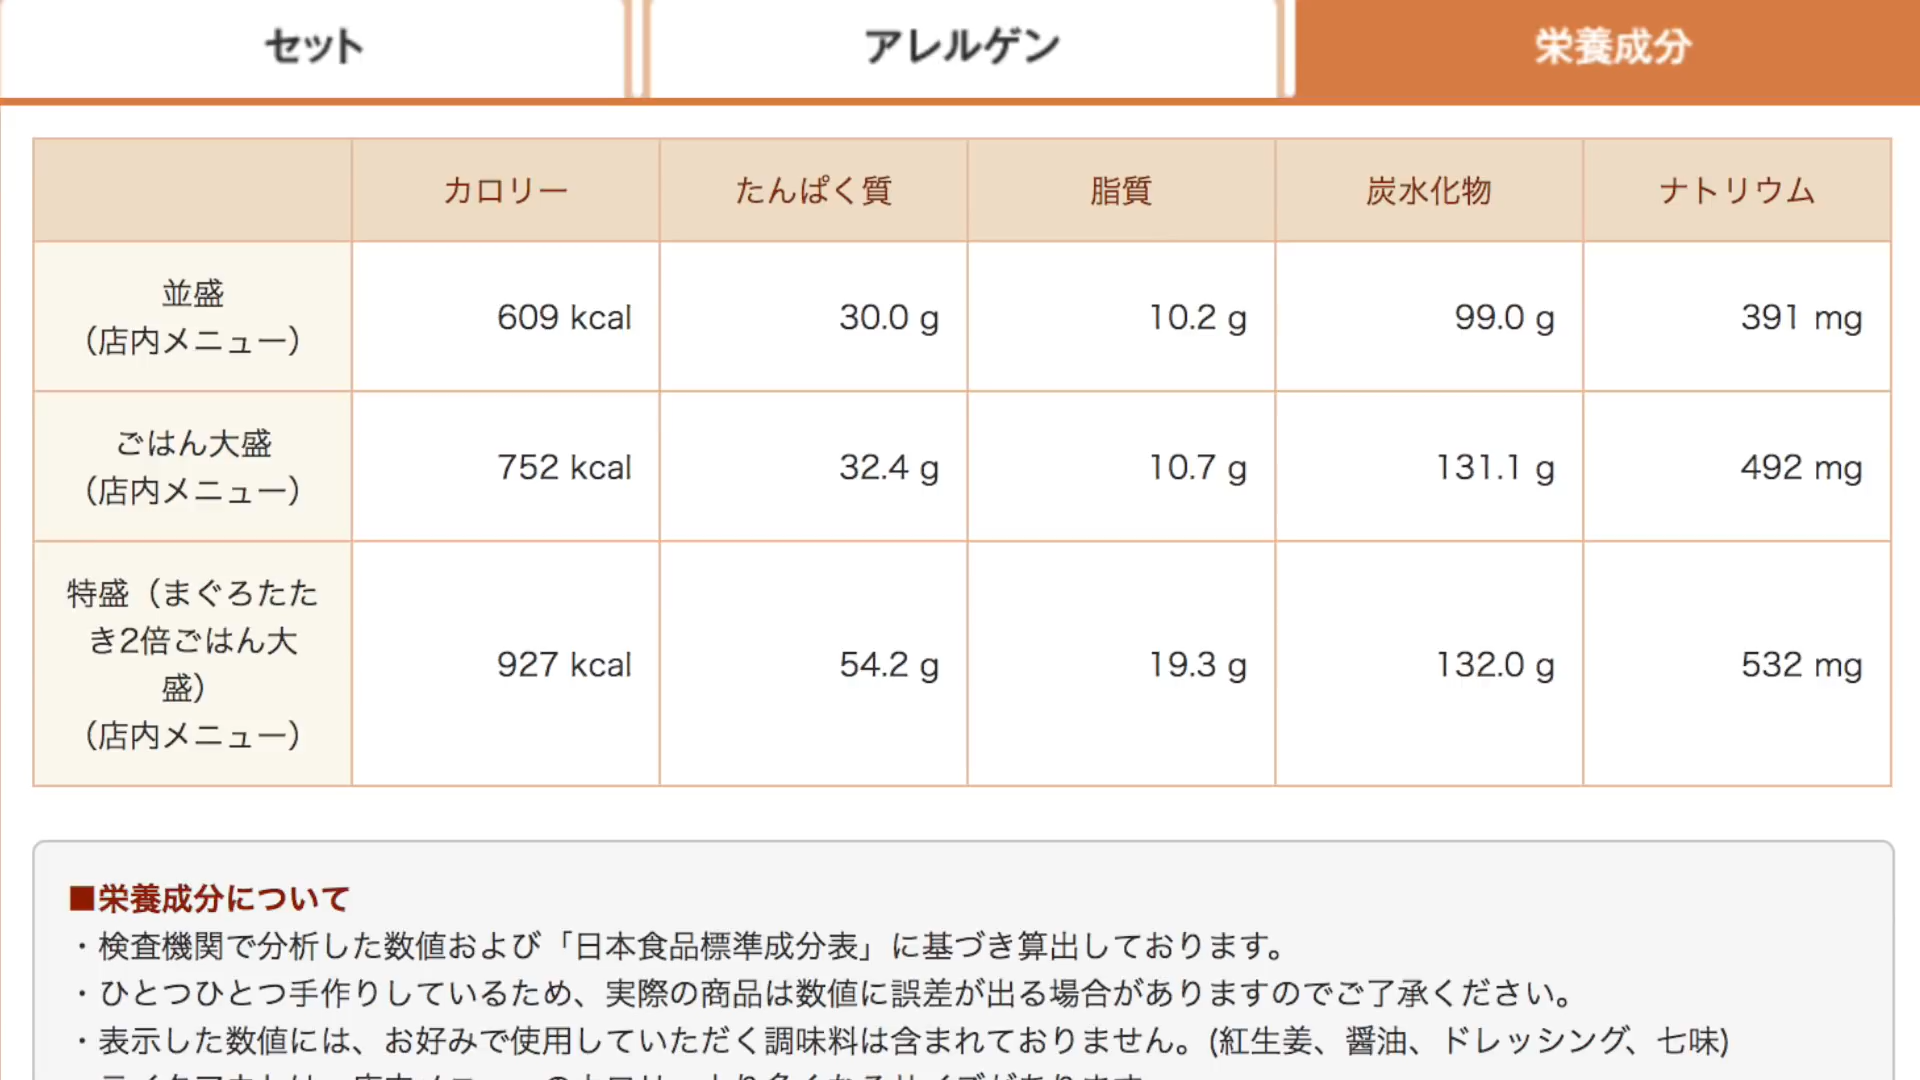 セット
アレルゲン
栄養成分
カロリー
たんぱく質
脂質
炭水化物
ナトリウム
並盛
（店内メニュー）
609 kcal
30.0 g
10.2 g
99.0 g
391 mg
ごはん大盛
（店内メニュー）
752 kcal
32.4 g
10.7 g
131.1 g
492 mg
特盛（まぐろたた
き2倍ごはん大
盛）
（店内メニュー）
927 kcal
54.2 g
19.3 g
132.0 g
532 mg
■栄養成分について
・検査機関で分析した数値および「日本食品標準成分表」に基づき算出しております。
・ひとつひとつ手作りしているため、実際の商品は数値に誤差が出る場合がありますのでご了承ください。
・表示した数値には、お好みで使用していただく調味料は含まれておりません。(紅生姜、醤油、ドレッシング、七味)